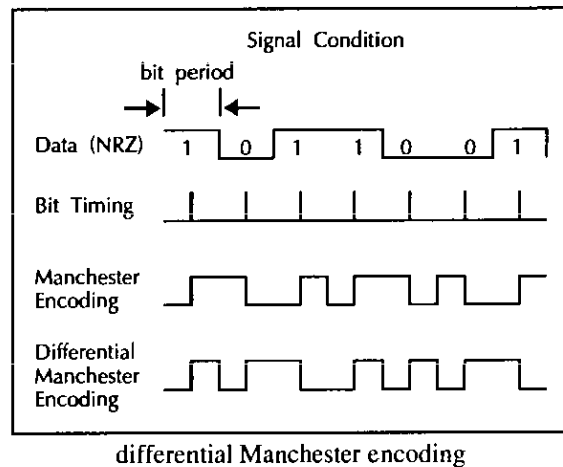 Signal Condition
bit period
Data (NRZ) 1 0 1 1 0 0 1
Bit Timing
Manchester
Encoding
Differential
Manchester
Encoding
differential Manchester encoding